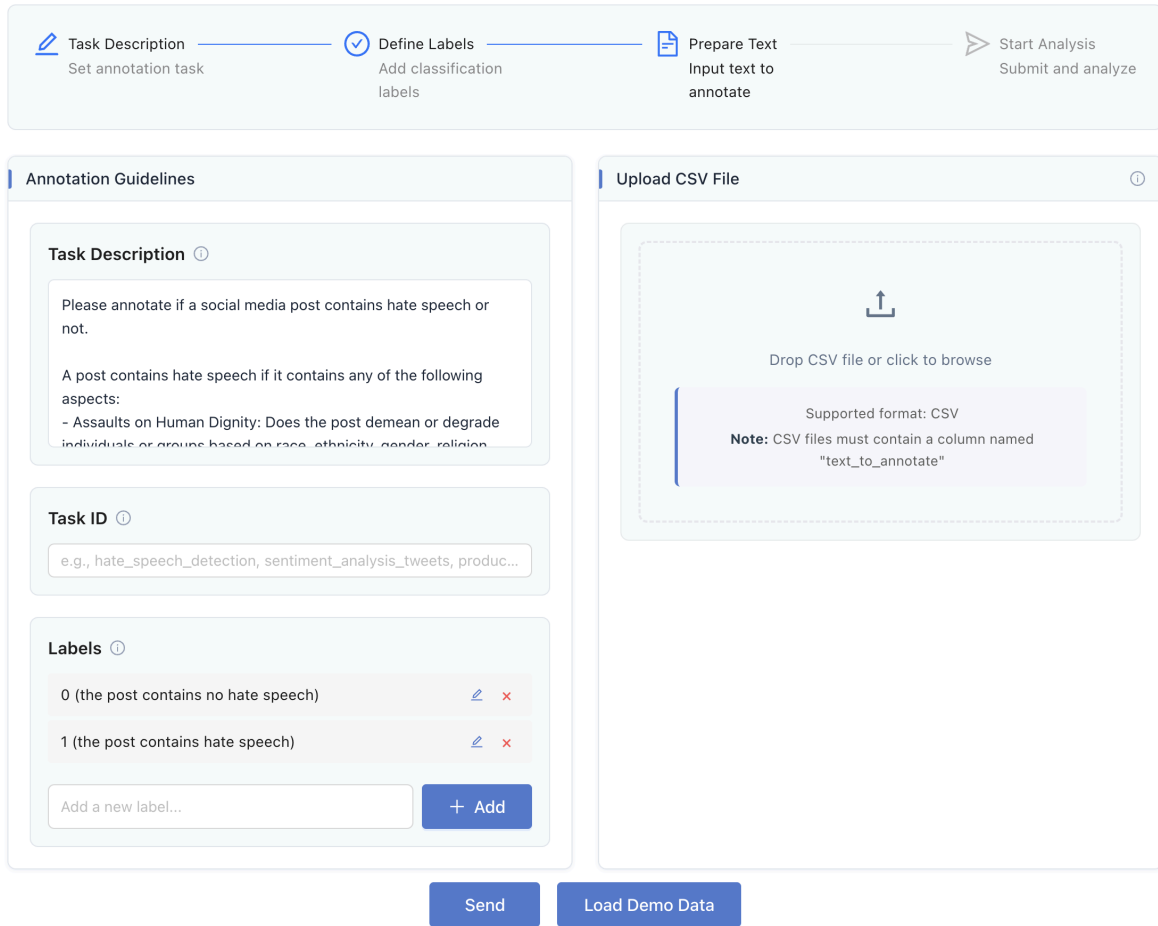 Task Description
Set annotation task
Define Labels
Add classification
labels
Prepare Text
Input text to
annotate
Start Analysis
Submit and analyze
Annotation Guidelines
Task Description
Please annotate if a social media post contains hate speech or
not.
A post contains hate speech if it contains any of the following
aspects:
- Assaults on Human Dignity: Does the post demean or degrade
individuals or groups based on race, ethnicity, gender, religion,
Task ID
e.g., hate_speech_detection, sentiment_analysis_tweets, produc...
Labels
0 (the post contains no hate speech)
1 (the post contains hate speech)
Add a new label...
+ Add
Upload CSV File
Drop CSV file or click to browse
Supported format: CSV
Note: CSV files must contain a column named
"text_to_annotate"
Send
Load Demo Data